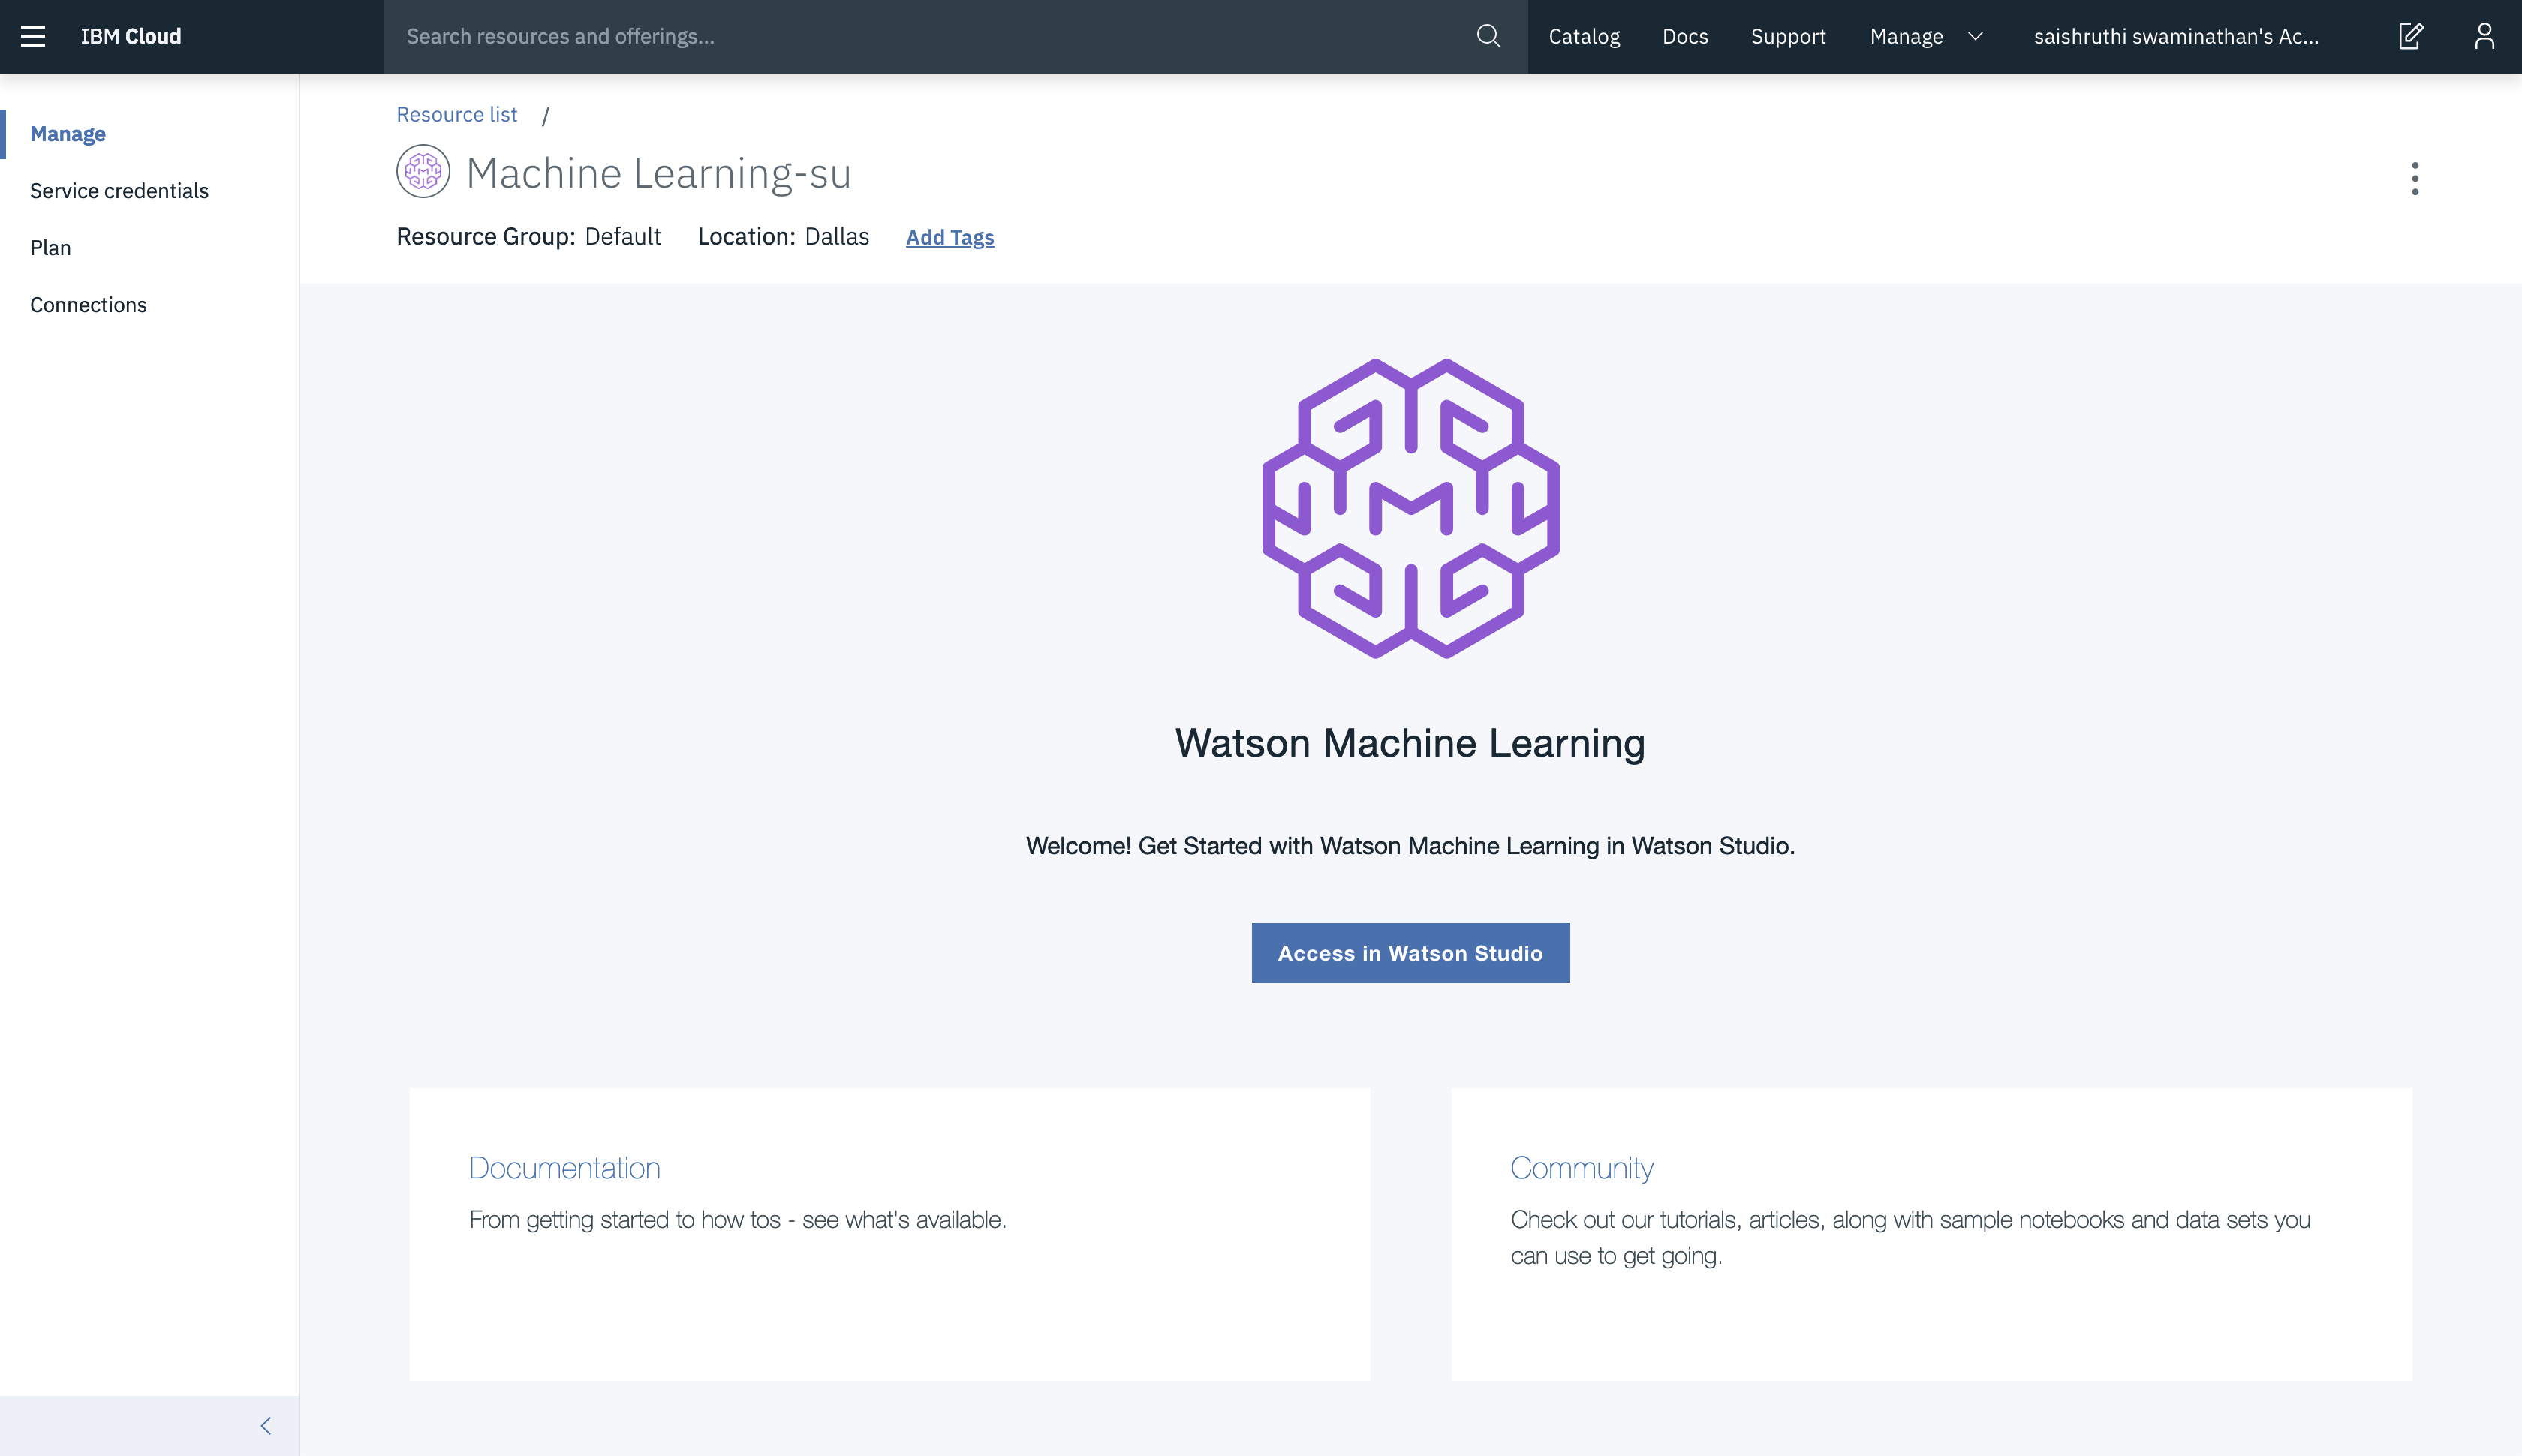 IBM Cloud
Search resources and offerings...
Catalog
Docs
Support
Manage
saishruthi swaminathan's Ac...
Manage
Service credentials
Plan
Connections
Resource list /
Machine Learning-su
Resource Group: Default Location: Dallas Add Tags
Watson Machine Learning
Welcome! Get Started with Watson Machine Learning in Watson Studio.
Access in Watson Studio
Documentation
From getting started to how tos - see what's available.
Community
Check out our tutorials, articles, along with sample notebooks and data sets you
can use to get going.